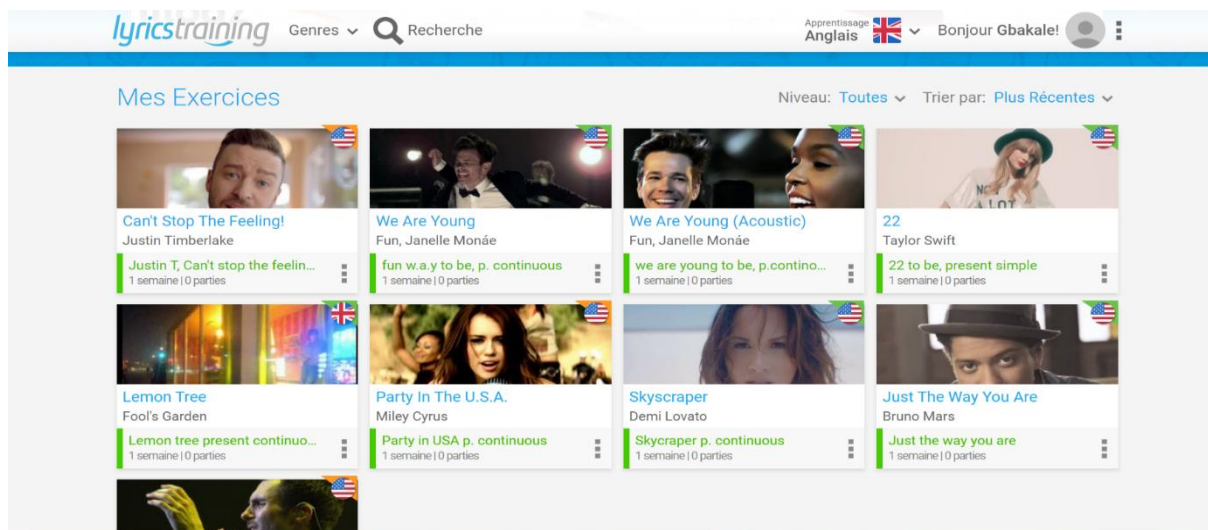 lyricstraining Genres Recherche Apprentissage Anglais Bonjour Gbakale!
Mes Exercices Niveau: Toutes Trier par: Plus Récentes
Can't Stop The Feeling!
Justin Timberlake
Justin T, Can't stop the feelin...
1 semaine | 0 parties
We Are Young
Fun, Janelle Monáe
fun w.a.y to be, p. continuous
1 semaine | 0 parties
We Are Young (Acoustic)
Fun, Janelle Monáe
we are young to be, p.contino...
1 semaine | 0 parties
22
Taylor Swift
22 to be, present simple
1 semaine | 0 parties
Lemon Tree
Fool's Garden
Lemon tree present continuo...
1 semaine | 0 parties
Party In The U.S.A.
Miley Cyrus
Party in USA p. continuous
1 semaine | 0 parties
Skyscraper
Demi Lovato
Skycraper p. continuous
1 semaine | 0 parties
Just The Way You Are
Bruno Mars
Just the way you are
1 semaine | 0 parties